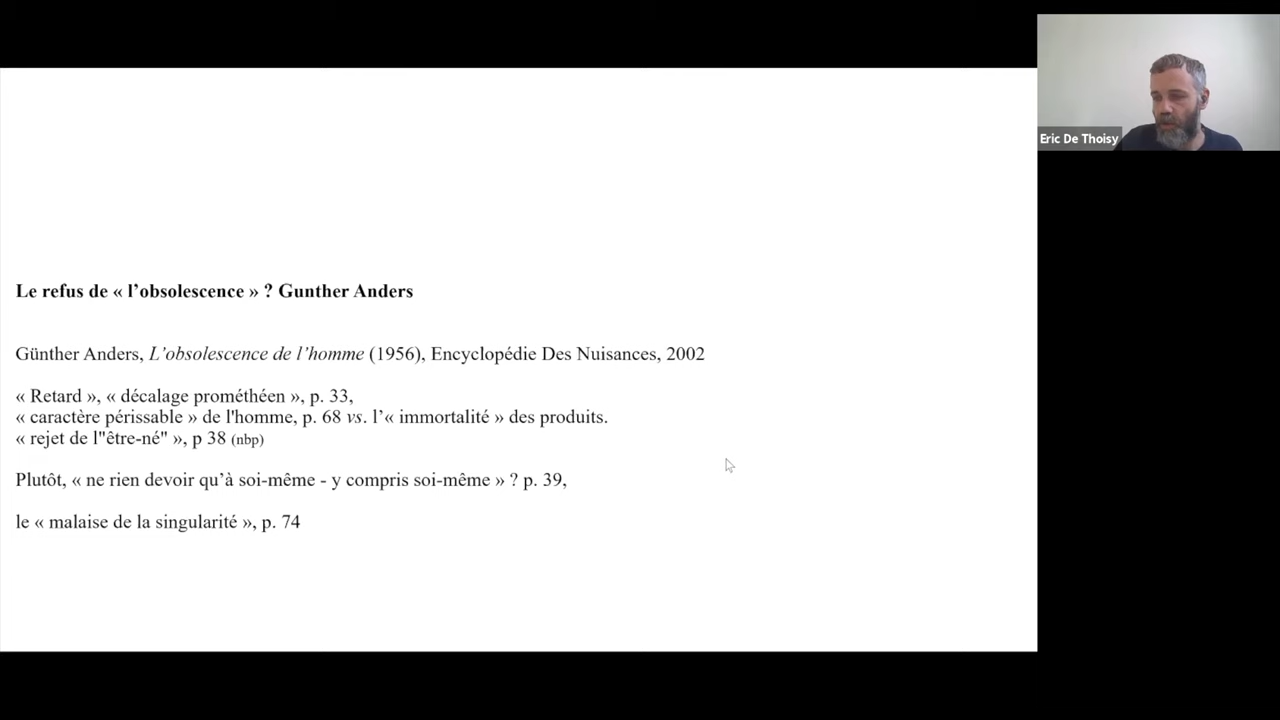 Le refus de « l’obsolescence » ? Gunther Anders
Günther Anders, L’obsolescence de l’homme (1956), Encyclopédie Des Nuisances, 2002
« Retard », « décalage prométhéen », p. 33,
« caractère périssable » de l'homme, p. 68 vs. l’« immortalité » des produits.
« rejet de l"être-né" », p 38 (nbp)
Plutôt, « ne rien devoir qu’à soi-même - y compris soi-même » ? p. 39,
le « malaise de la singularité », p. 74
Eric De Thoisy